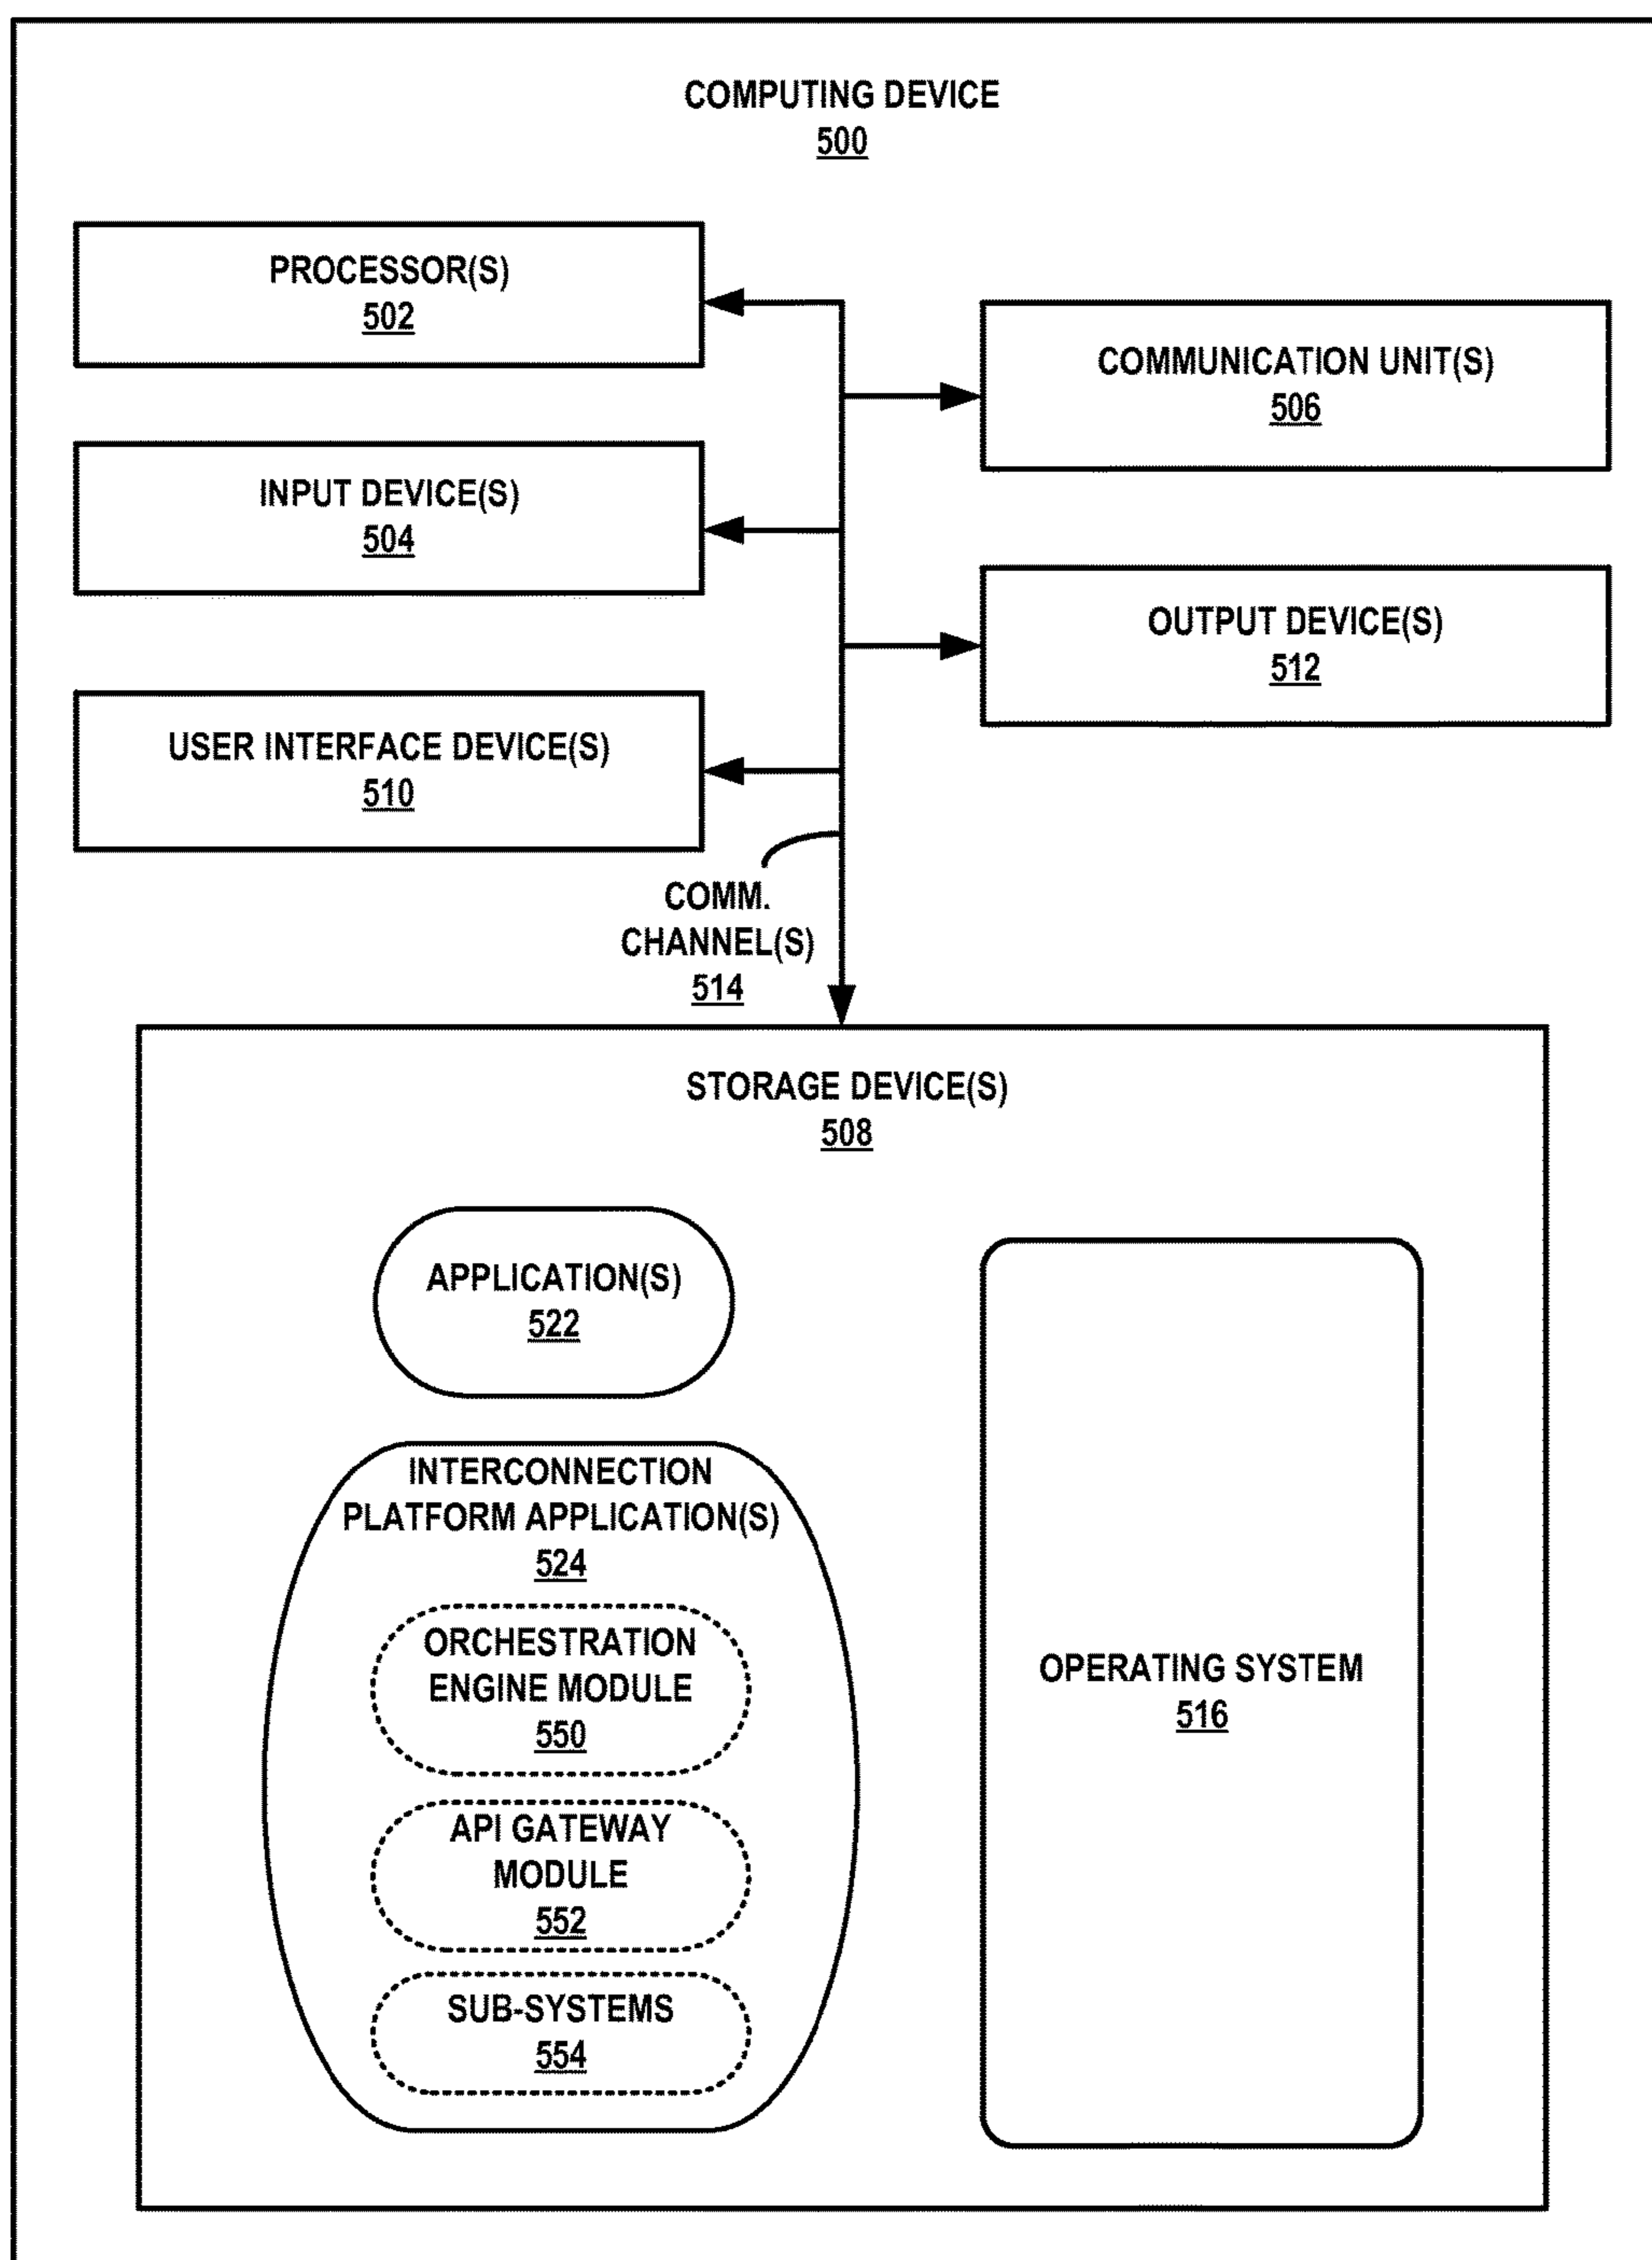 COMPUTING DEVICE
500
PROCESSOR(S)
502
COMMUNICATION UNIT(S)
506
INPUT DEVICE(S)
504
OUTPUT DEVICE(S)
512
USER INTERFACE DEVICE(S)
510
COMM.
CHANNEL(S)
514
STORAGE DEVICE(S)
508
APPLICATION(S)
522
INTERCONNECTION
PLATFORM APPLICATION(S)
524
ORCHESTRATION
ENGINE MODULE
550
API GATEWAY
MODULE
552
SUB-SYSTEMS
554
OPERATING SYSTEM
516